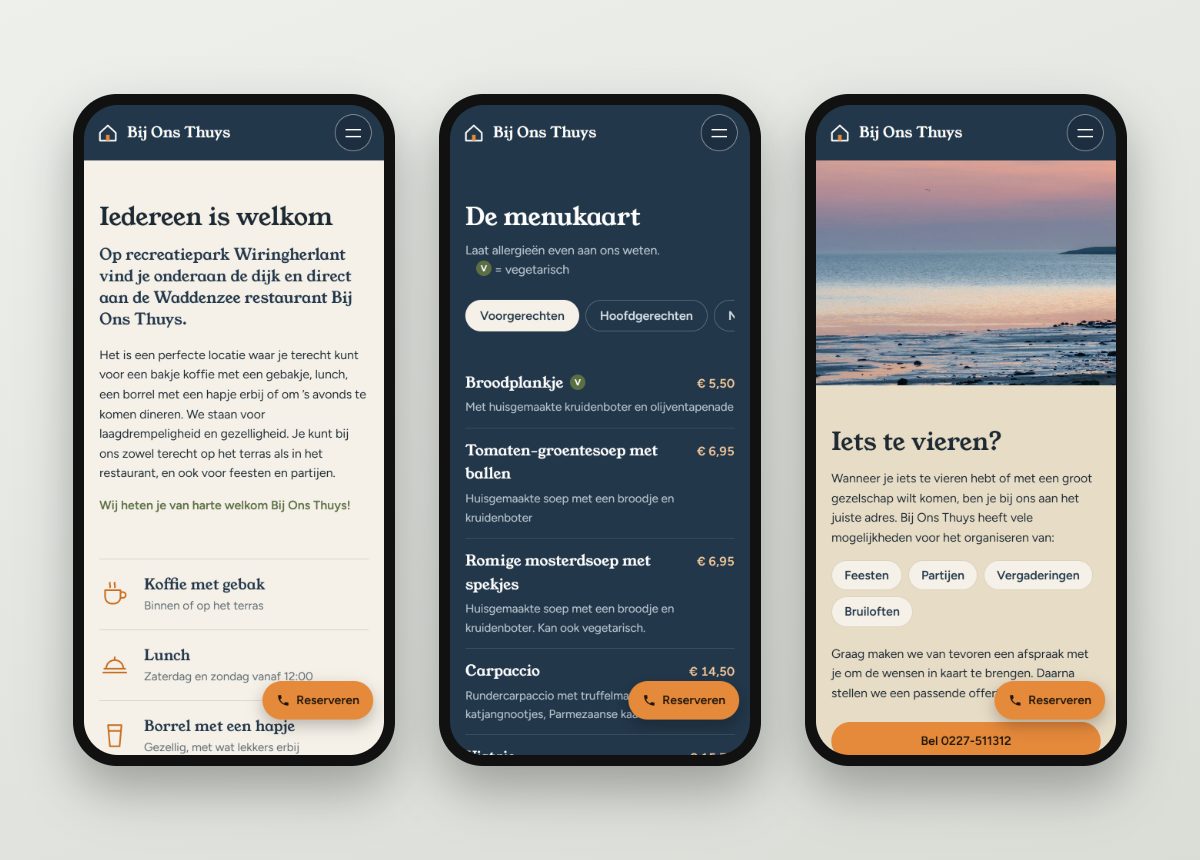 Bij Ons Thuys
Iedereen is welkom
Op recreatiepark Wiringherlant
vind je onderaan de dijk en direct
aan de Waddenzee restaurant Bij
Ons Thuys.
Het is een perfecte locatie waar je terecht kunt
voor een bakje koffie met een gebakje, lunch,
een borrel met een hapje erbij of om 's avonds te
komen dineren. We staan voor
laagdrempeligheid en gezelligheid. Je kunt bij
ons zowel terecht op het terras als in het
restaurant, en ook voor feesten en partijen.
Wij heten je van harte welkom Bij Ons Thuys!
Koffie met gebak
Binnen of op het terras
Lunch
Zaterdag en zondag vanaf 12:00
Reserveren
Borrel met een hapje
Gezellig, met wat lekkers erbij
Bij Ons Thuys
De menukaart
Laat allergieën even aan ons weten.
V = vegetarisch
Voorgerechten
Hoofdgerechten
N
Broodplankje V € 5,50
Met huisgemaakte kruidenboter en olijventapenade
Tomaten-groentesoep met € 6,95
ballen
Huisgemaakte soep met een broodje en
kruidenboter
Romige mosterdsoep met € 6,95
spekjes
Huisgemaakte soep met een broodje en
kruidenboter. Kan ook vegetarisch.
Carpaccio € 14,50
Rundercarpaccio met truffelma
katjangnootjes, Parmezaanse kaa
Reserveren
Bij Ons Thuys
Iets te vieren?
Wanneer je iets te vieren hebt of met een groot
gezelschap wilt komen, ben je bij ons aan het
juiste adres. Bij Ons Thuys heeft vele
mogelijkheden voor het organiseren van:
Feesten
Partijen
Vergaderingen
Bruiloften
Graag maken we van tevoren een afspraak met
je om de wensen in kaart te brengen. Daarna
stellen we een passende offer
Reserveren
Bel 0227-511312